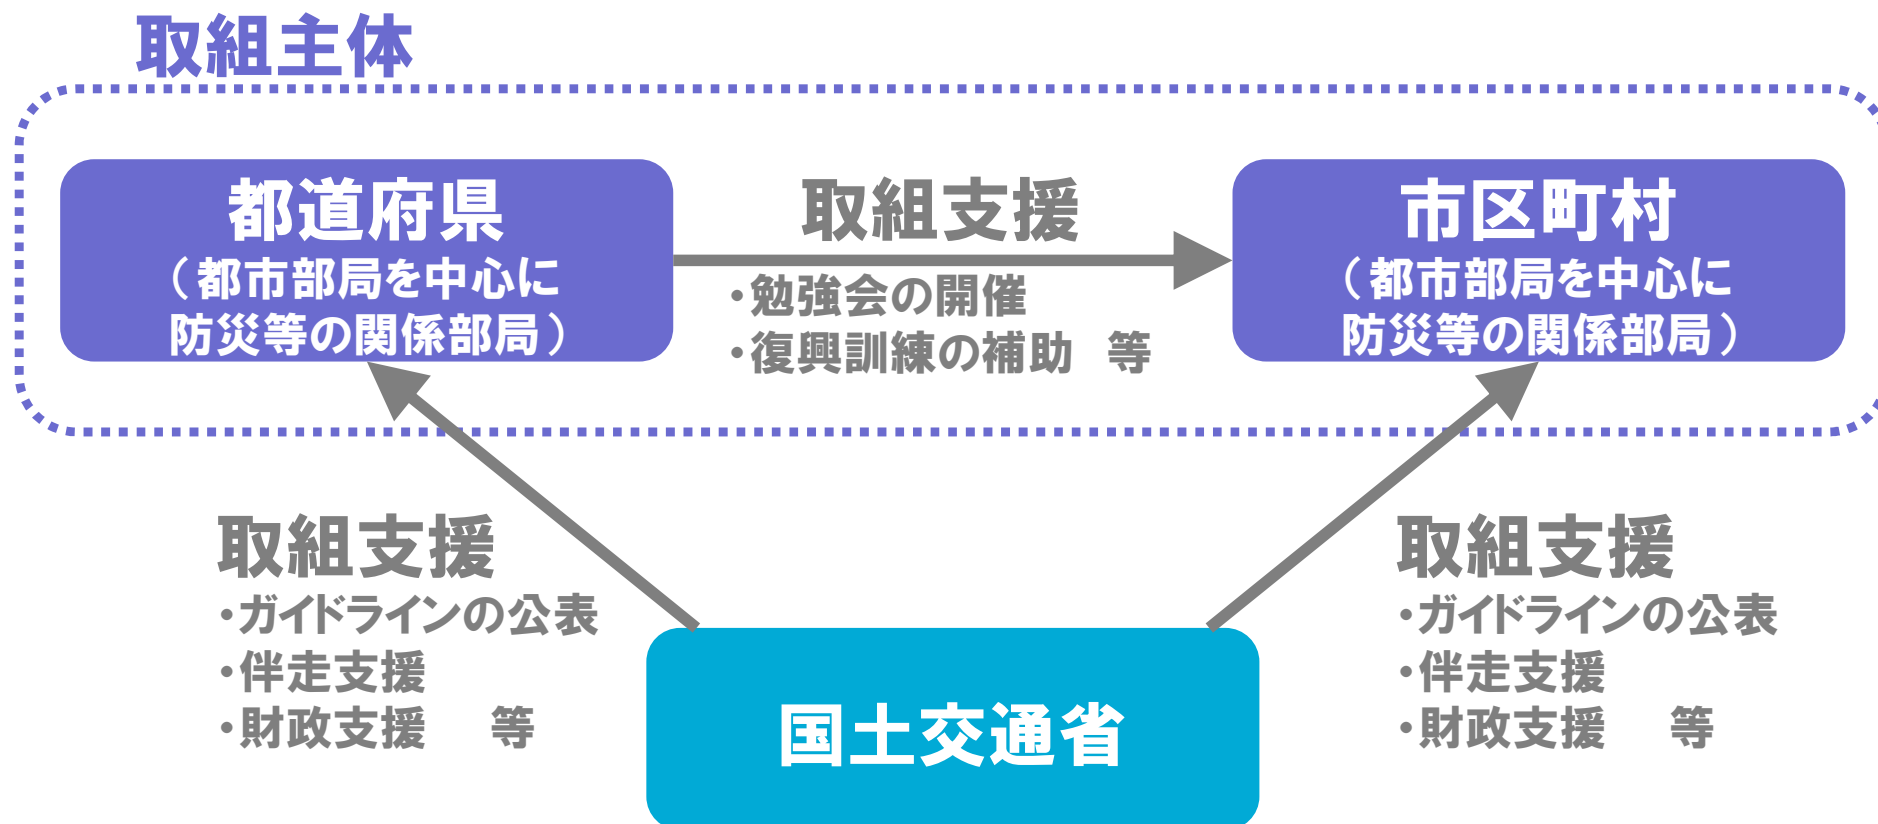 取組主体
都道府県
（都市部局を中心に
防災等の関係部局）
取組支援
・勉強会の開催
・復興訓練の補助 等
市区町村
（都市部局を中心に
防災等の関係部局）
取組支援
・ガイドラインの公表
・伴走支援
・財政支援 等
国土交通省
取組支援
・ガイドラインの公表
・伴走支援
・財政支援 等